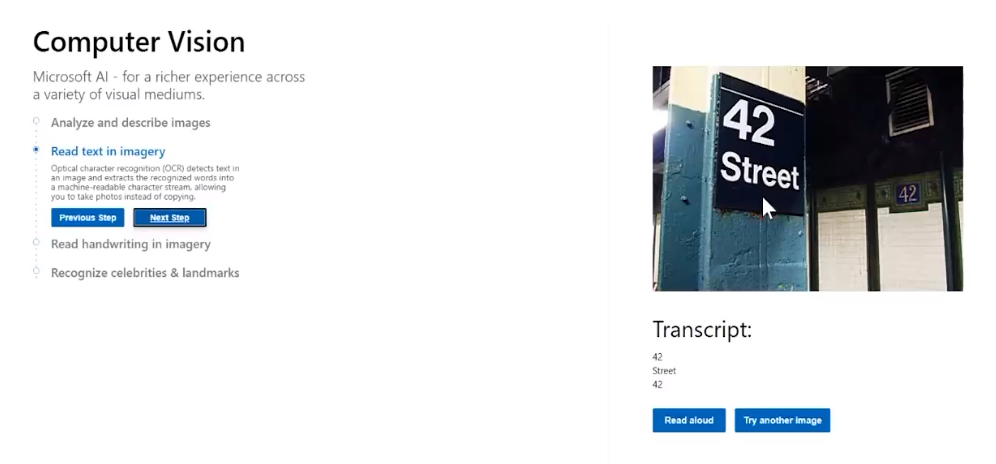 Computer Vision
Microsoft AI - for a richer experience across
a variety of visual mediums.
Analyze and describe images
Read text in imagery
Optical character recognition (OCR) detects text in
an image and extracts the recognized words into
a machine-readable character stream, allowing
you to take photos instead of copying.
Previous Step
Next Step
Read handwriting in imagery
Recognize celebrities & landmarks
42
Street
42
Transcript:
42
Street
42
Read aloud
Try another image